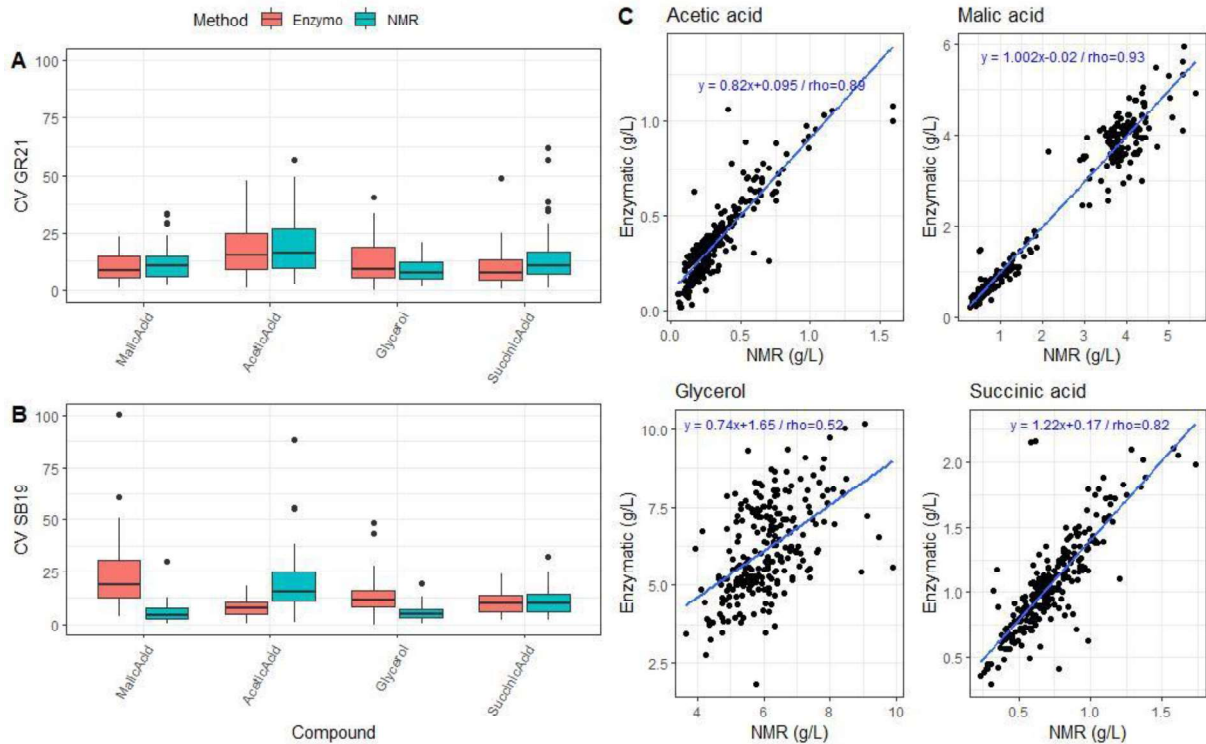 Method Enzymo NMR
A
CV GR21
100
75
50
25
0
MalicAcid
AceticAcid
Glycerol
SuccinicAcid
B
CV SB19
100
75
50
25
0
MalicAcid
AceticAcid
Glycerol
SuccinicAcid
Compound
C
Acetic acid
y = 0.82x+0.095 / rho=0.89
Enzymatic (g/L)
1.0
0.5
0.0
0.0 0.5 1.0 1.5
NMR (g/L)
Malic acid
y = 1.002x-0.02 / rho=0.93
Enzymatic (g/L)
6
4
2
0
1 2 3 4 5
NMR (g/L)
Glycerol
y = 0.74x+1.65 / rho=0.52
Enzymatic (g/L)
10.0
7.5
5.0
2.5
4 6 8 10
NMR (g/L)
Succinic acid
y = 1.22x+0.17 / rho=0.82
Enzymatic (g/L)
2.0
1.5
1.0
0.5
0.5 1.0 1.5
NMR (g/L)